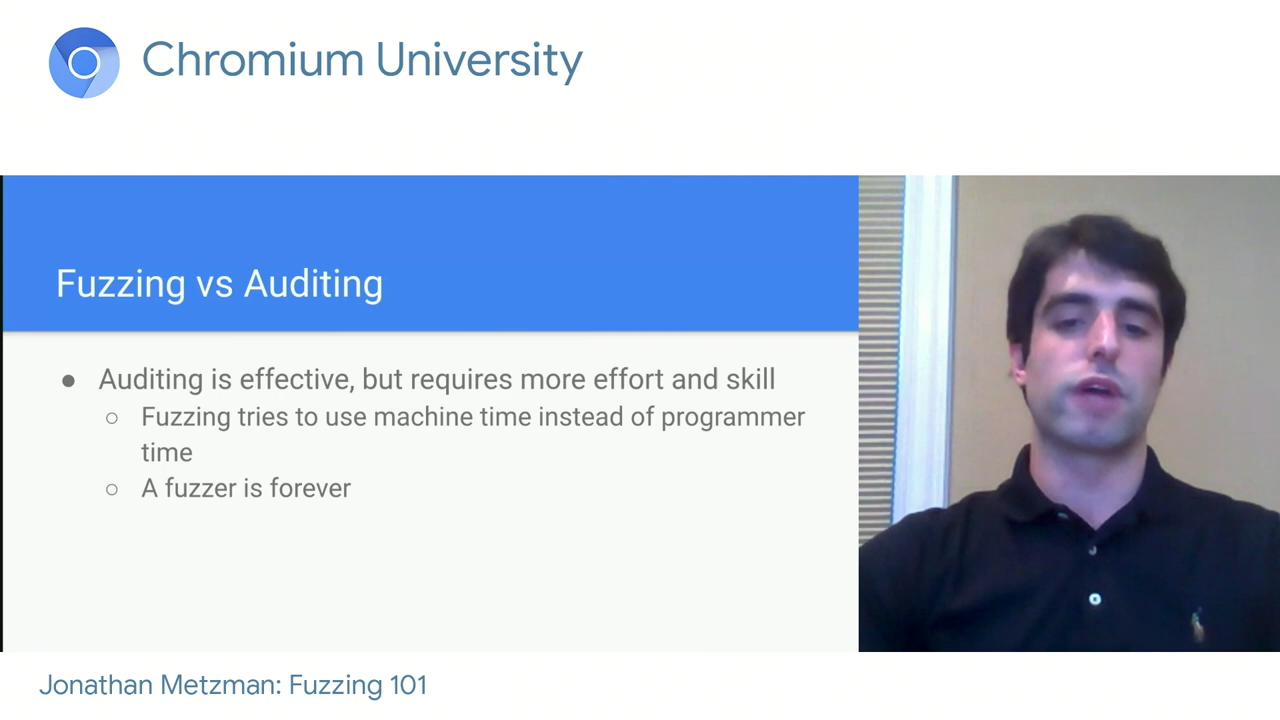 Chromium University
Fuzzing vs Auditing
● Auditing is effective, but requires more effort and skill
○ Fuzzing tries to use machine time instead of programmer
time
○ A fuzzer is forever
Jonathan Metzman: Fuzzing 101